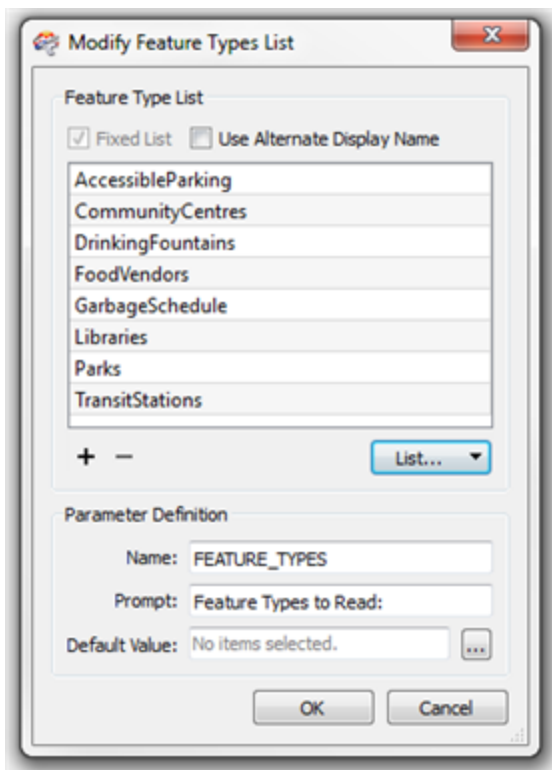 Modify Feature Types List
Feature Type List
Fixed List Use Alternate Display Name
AccessibleParking
CommunityCentres
DrinkingFountains
FoodVendors
GarbageSchedule
Libraries
Parks
TransitStations
+ −
List...
Parameter Definition
Name: FEATURE_TYPES
Prompt: Feature Types to Read:
Default Value: No items selected. ...
OK Cancel